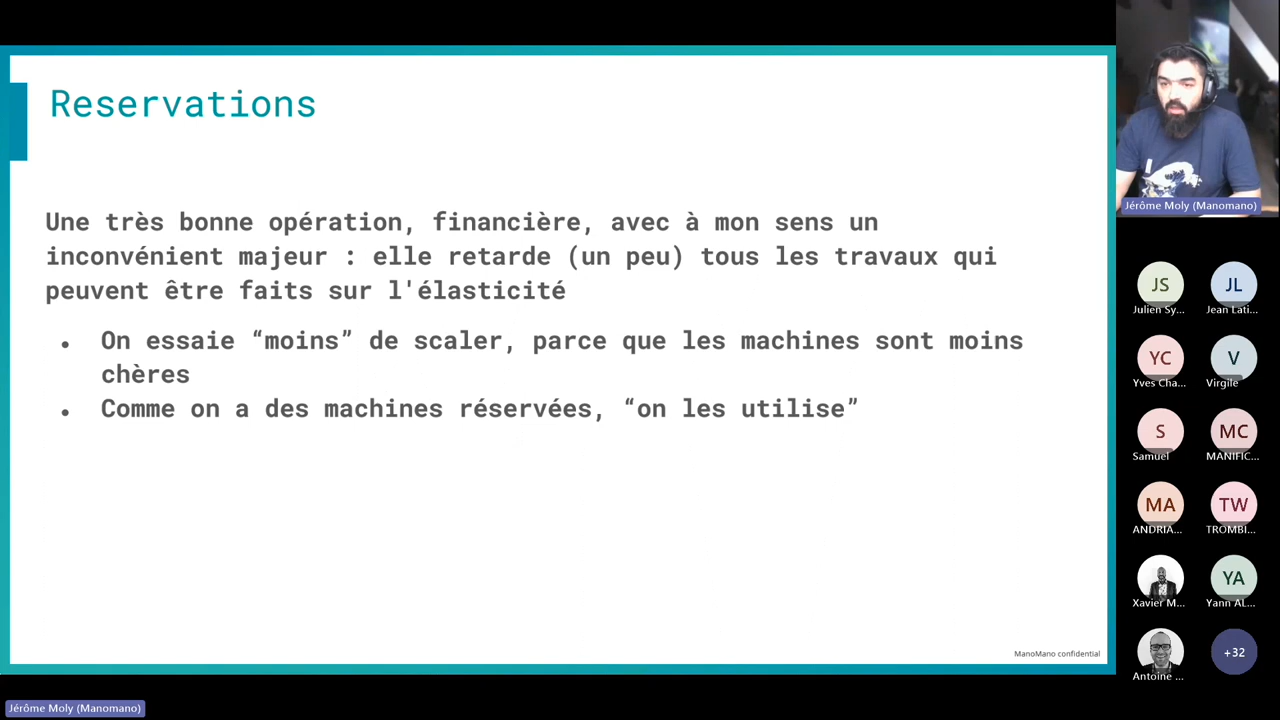 Reservations
Une très bonne opération, financière, avec à mon sens un
inconvénient majeur : elle retarde (un peu) tous les travaux qui
peuvent être faits sur l'élasticité
• On essaie “moins” de scaler, parce que les machines sont moins
chères
• Comme on a des machines réservées, “on les utilise”
ManoMano confidential
Jérôme Moly (Manomano)
JS
JL
Julien Sy...
Jean Lati...
YC
V
Yves Cha...
Virgile
S
MC
Samuel
MANIFIC...
MA
TW
ANDRIA...
TROMBI...
YA
Xavier M...
Yann AL...
+32
Antoine ...
Jérôme Moly (Manomano)